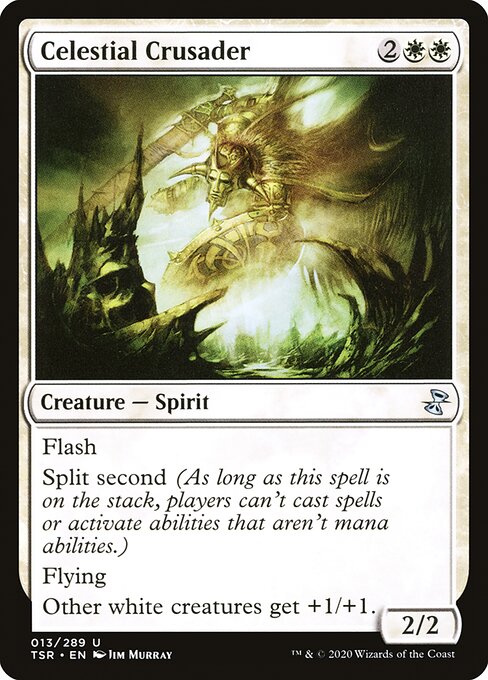 Celestial Crusader 2
Creature — Spirit
Flash
Split second (As long as this spell is
on the stack, players can't cast spells
or activate abilities that aren't mana
abilities.)
Flying
Other white creatures get +1/+1.
2/2
013/289 U
TSR • EN Jim Murray
™ & © 2020 Wizards of the Coast